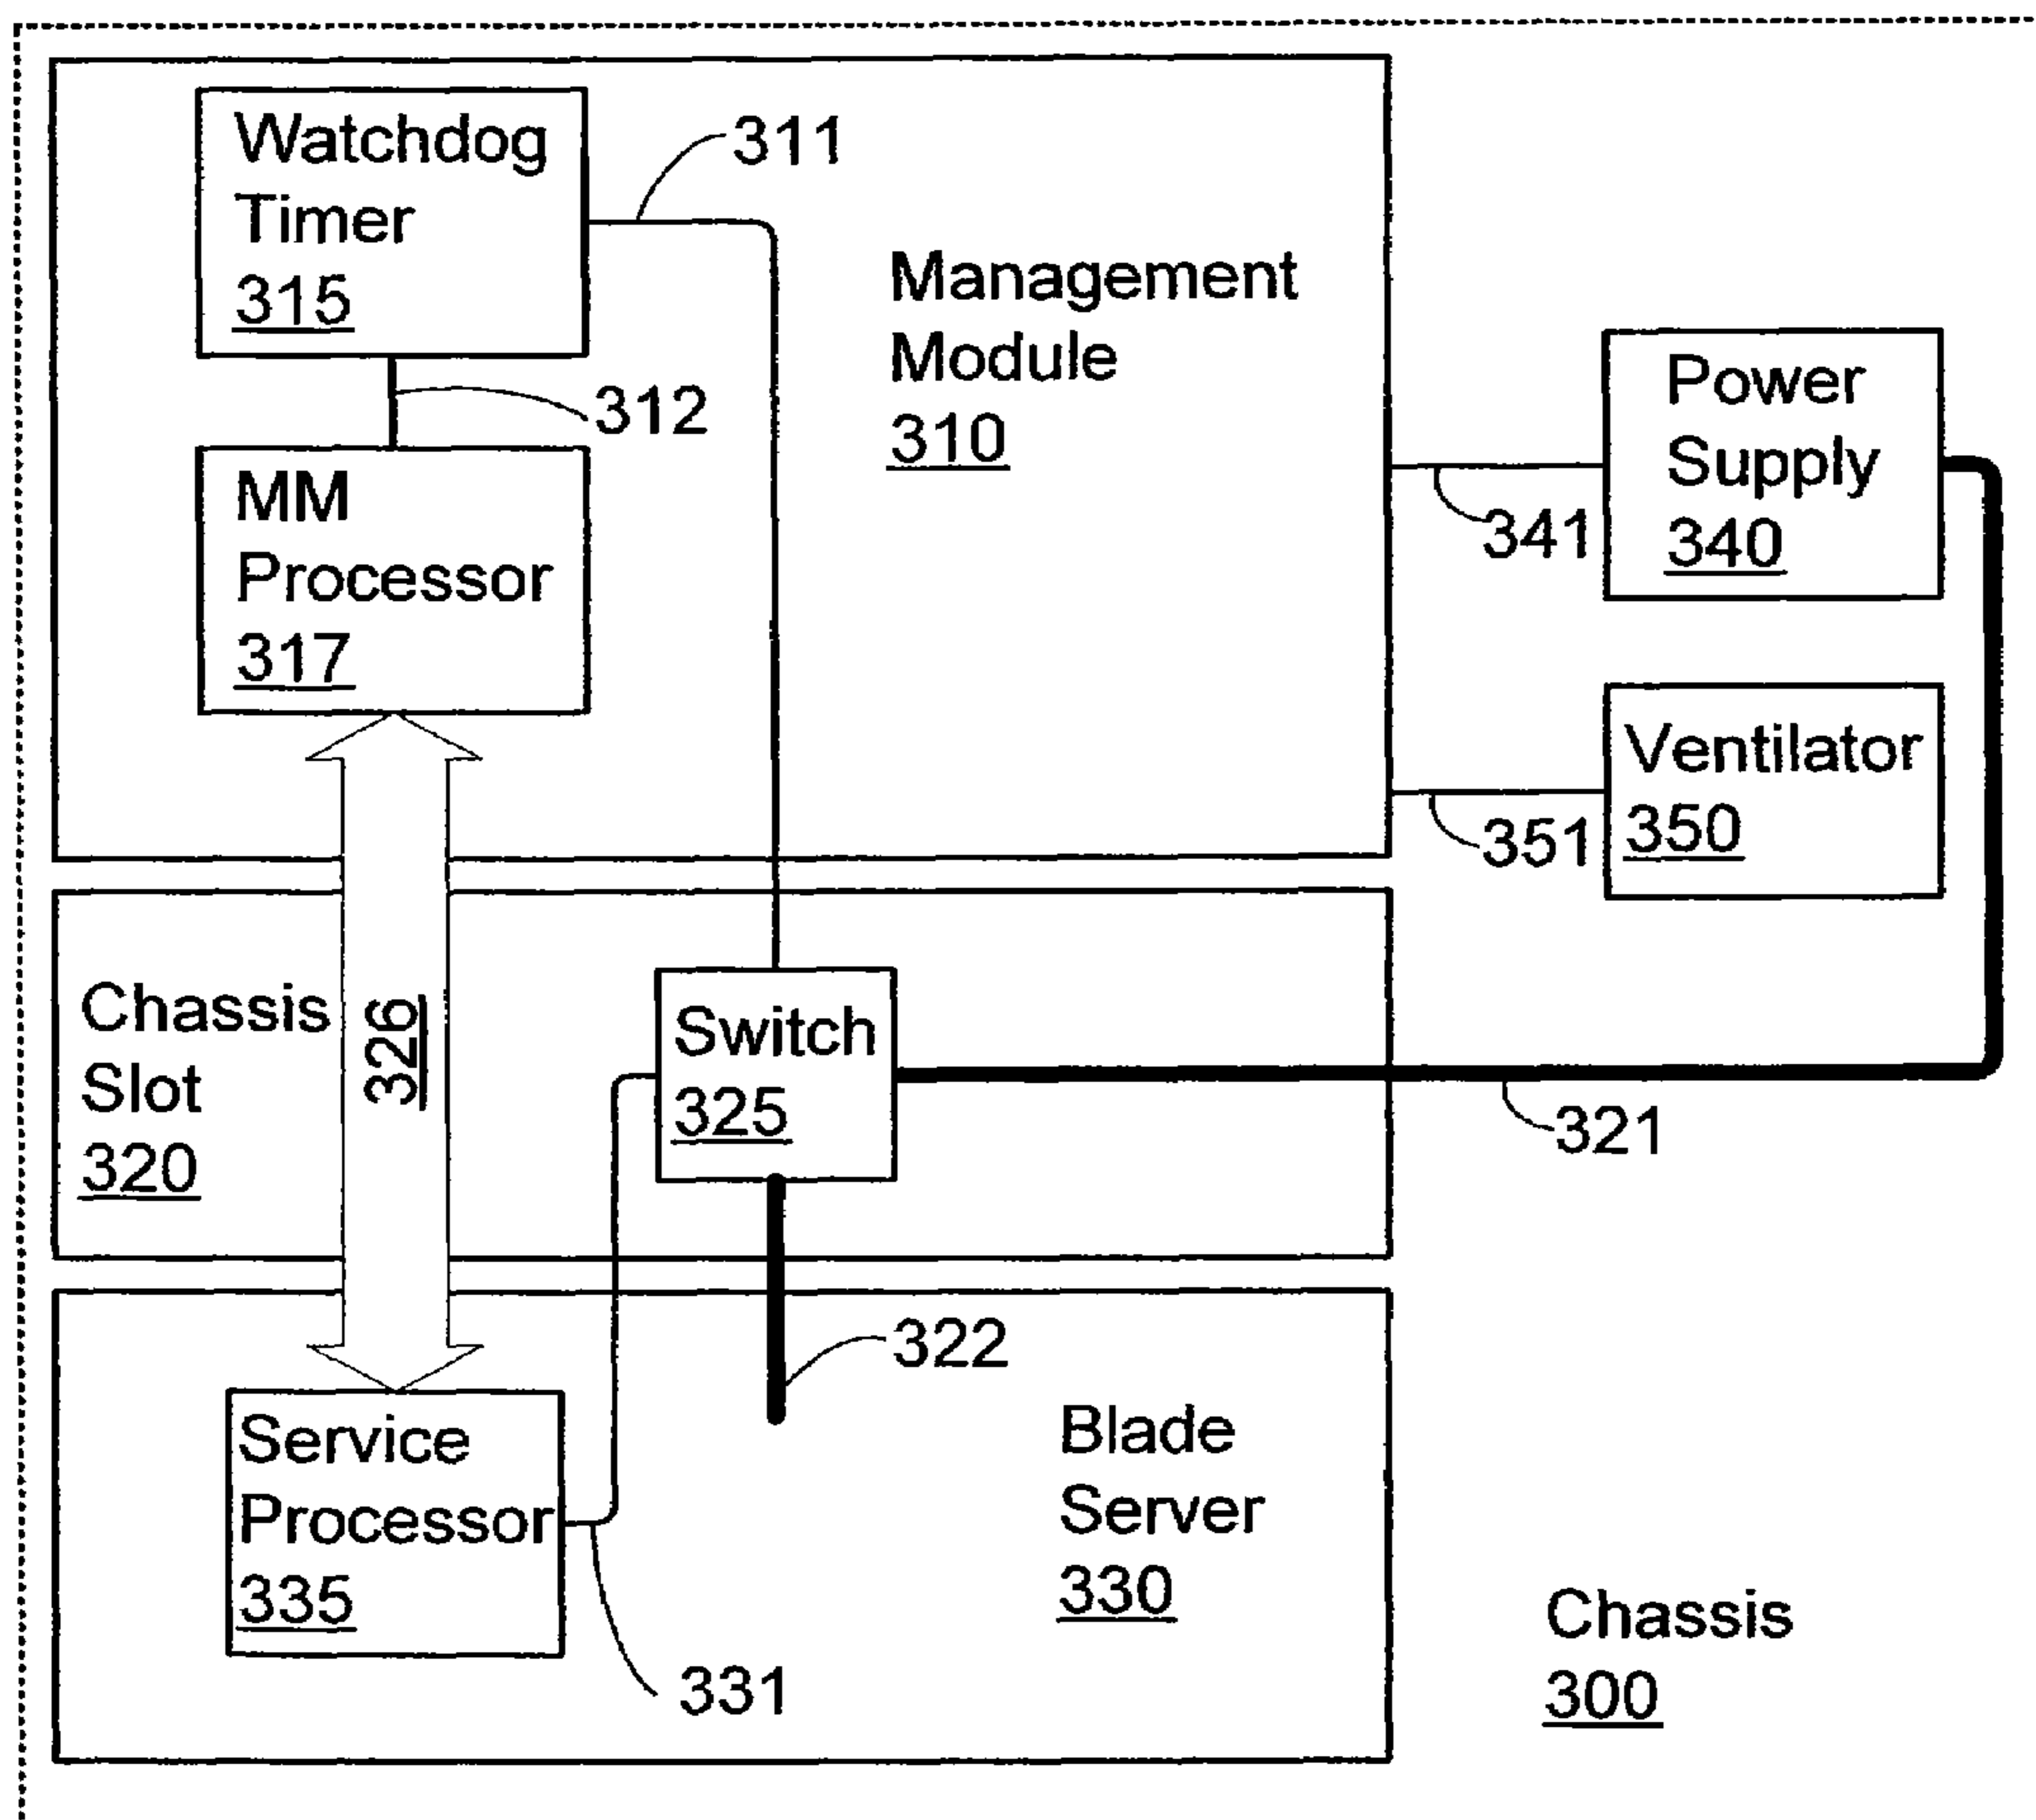 Watchdog
Timer
315
311
Management
Module
310
312
MM
Processor
317
Power
Supply
340
341
Ventilator
350
351
Chassis
Slot
320
326
Switch
325
321
322
Service
Processor
335
331
Blade
Server
330
Chassis
300